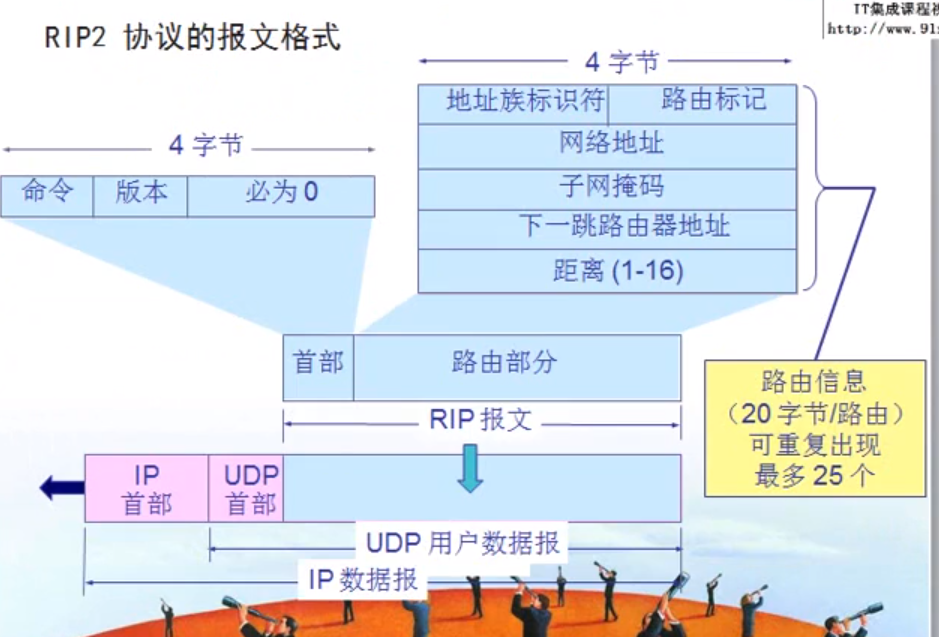 IT集成课程
http://www.91
RIP2 协议的报文格式
4 字节
地址族标识符 路由标记
网络地址
子网掩码
下一跳路由器地址
距离 (1-16)
4 字节
命令 版本 必为 0
首部 路由部分
RIP 报文
路由信息
（20 字节/路由）
可重复出现
最多 25 个
IP
首部
UDP
首部
UDP 用户数据报
IP 数据报